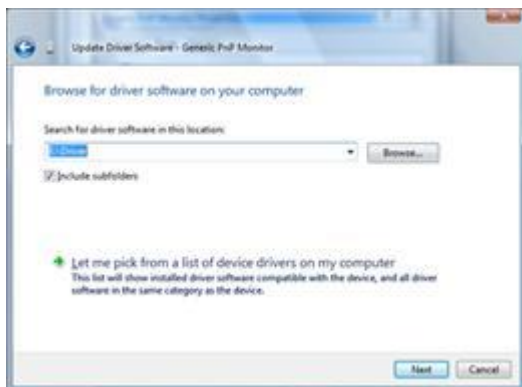 Update Driver Software - Generic PnP Monitor
Browse for driver software on your computer
Search for driver software in this location:
Browse...
Include subfolders
Let me pick from a list of device drivers on my computer
This list will show installed driver software compatible with the device, and all driver
software in the same category as the device.
Next Cancel